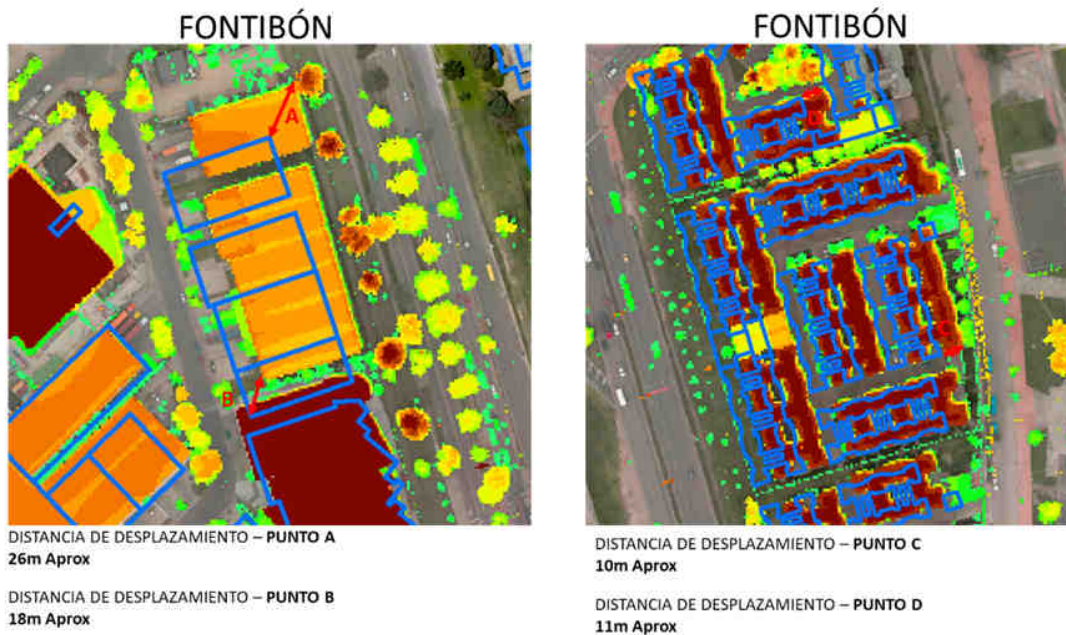 FONTIBÓN
A
B
DISTANCIA DE DESPLAZAMIENTO – PUNTO A
26m Aprox
DISTANCIA DE DESPLAZAMIENTO – PUNTO B
18m Aprox
FONTIBÓN
C
DISTANCIA DE DESPLAZAMIENTO – PUNTO C
10m Aprox
DISTANCIA DE DESPLAZAMIENTO – PUNTO D
11m Aprox